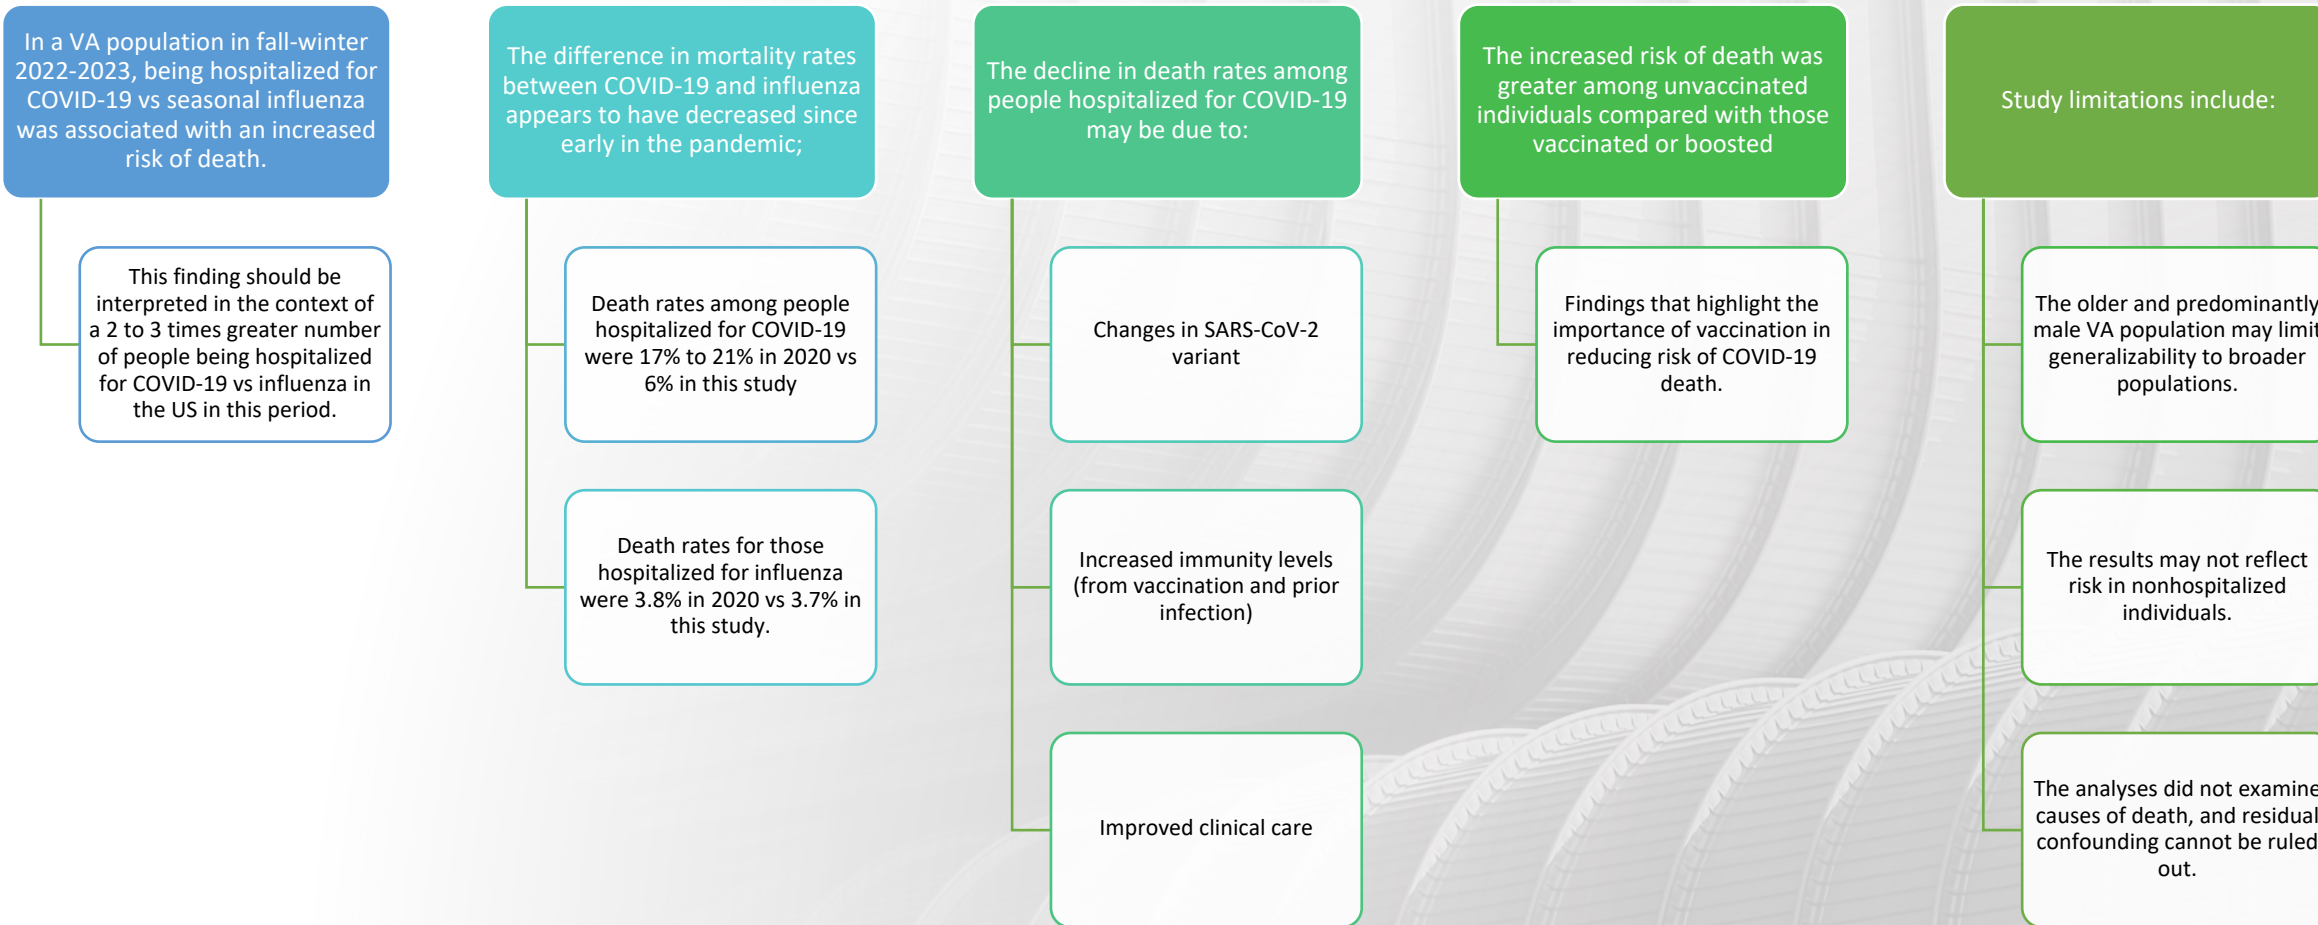 In a VA population in fall-winter
2022-2023, being hospitalized for
COVID-19 vs seasonal influenza
was associated with an increased
risk of death.
This finding should be
interpreted in the context of
a 2 to 3 times greater number
of people being hospitalized
for COVID-19 vs influenza in
the US in this period.
The difference in mortality rates
between COVID-19 and influenza
appears to have decreased since
early in the pandemic;
Death rates among people
hospitalized for COVID-19
were 17% to 21% in 2020 vs
6% in this study
Death rates for those
hospitalized for influenza
were 3.8% in 2020 vs 3.7% in
this study.
The decline in death rates among
people hospitalized for COVID-19
may be due to:
Changes in SARS-CoV-2
variant
Increased immunity levels
(from vaccination and prior
infection)
Improved clinical care
The increased risk of death was
greater among unvaccinated
individuals compared with those
vaccinated or boosted
Findings that highlight the
importance of vaccination in
reducing risk of COVID-19
death.
Study limitations include:
The older and predominantly
male VA population may limit
generalizability to broader
populations.
The results may not reflect
risk in nonhospitalized
individuals.
The analyses did not examine
causes of death, and residual
confounding cannot be ruled
out.